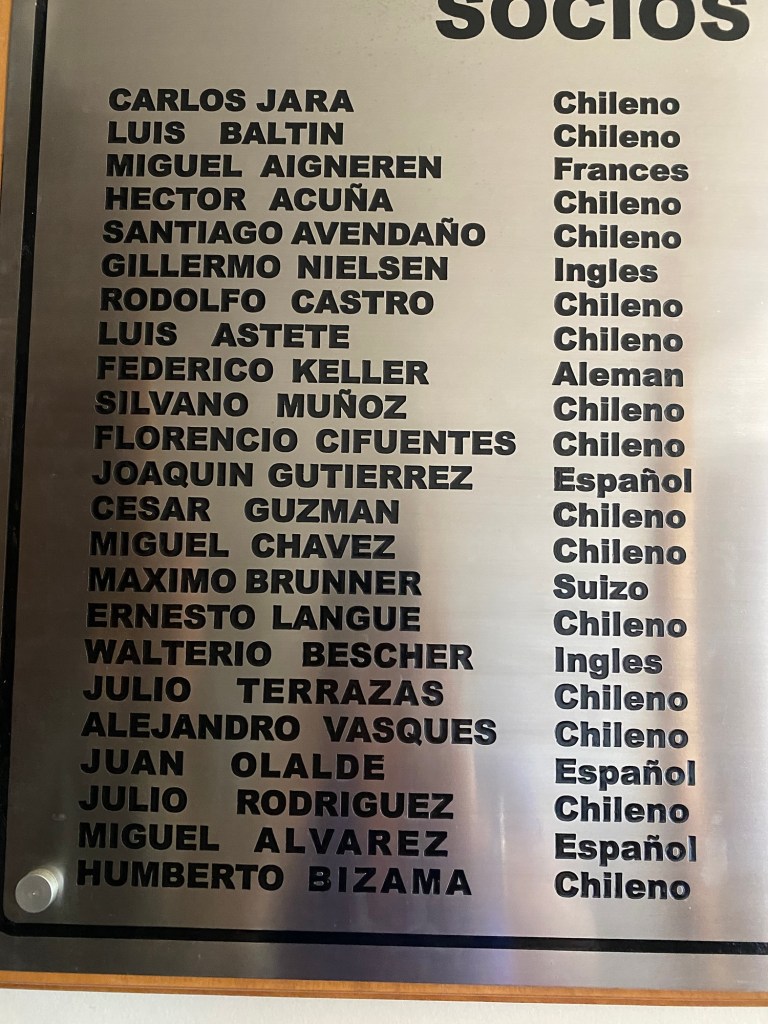 SOCIOS
CARLOS JARA Chileno
LUIS BALTIN Chileno
MIGUEL AIGNEREN Frances
HECTOR ACUÑA Chileno
SANTIAGO AVENDAÑO Chileno
GILLERMO NIELSEN Ingles
RODOLFO CASTRO Chileno
LUIS ASTETE Chileno
FEDERICO KELLER Aleman
SILVANO MUÑOZ Chileno
FLORENCIO CIFUENTES Chileno
JOAQUIN GUTIERREZ Español
CESAR GUZMAN Chileno
MIGUEL CHAVEZ Chileno
MAXIMO BRUNNER Suizo
ERNESTO LANGUE Chileno
WALTERIO BESCHER Ingles
JULIO TERRAZAS Chileno
ALEJANDRO VASQUES Chileno
JUAN OLALDE Español
JULIO RODRIGUEZ Chileno
MIGUEL ALVAREZ Español
HUMBERTO BIZAMA Chileno